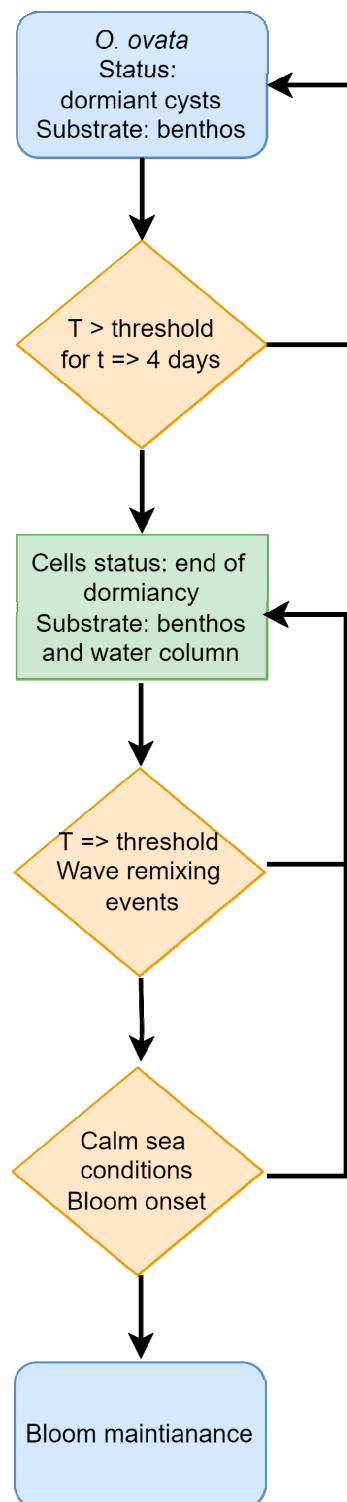 O. ovata
Status:
dormiant cysts
Substrate: benthos
T > threshold
for t => 4 days
Cells status: end of
dormiancy
Substrate: benthos
and water column
T => threshold
Wave remixing
events
Calm sea
conditions
Bloom onset
Bloom maintianance